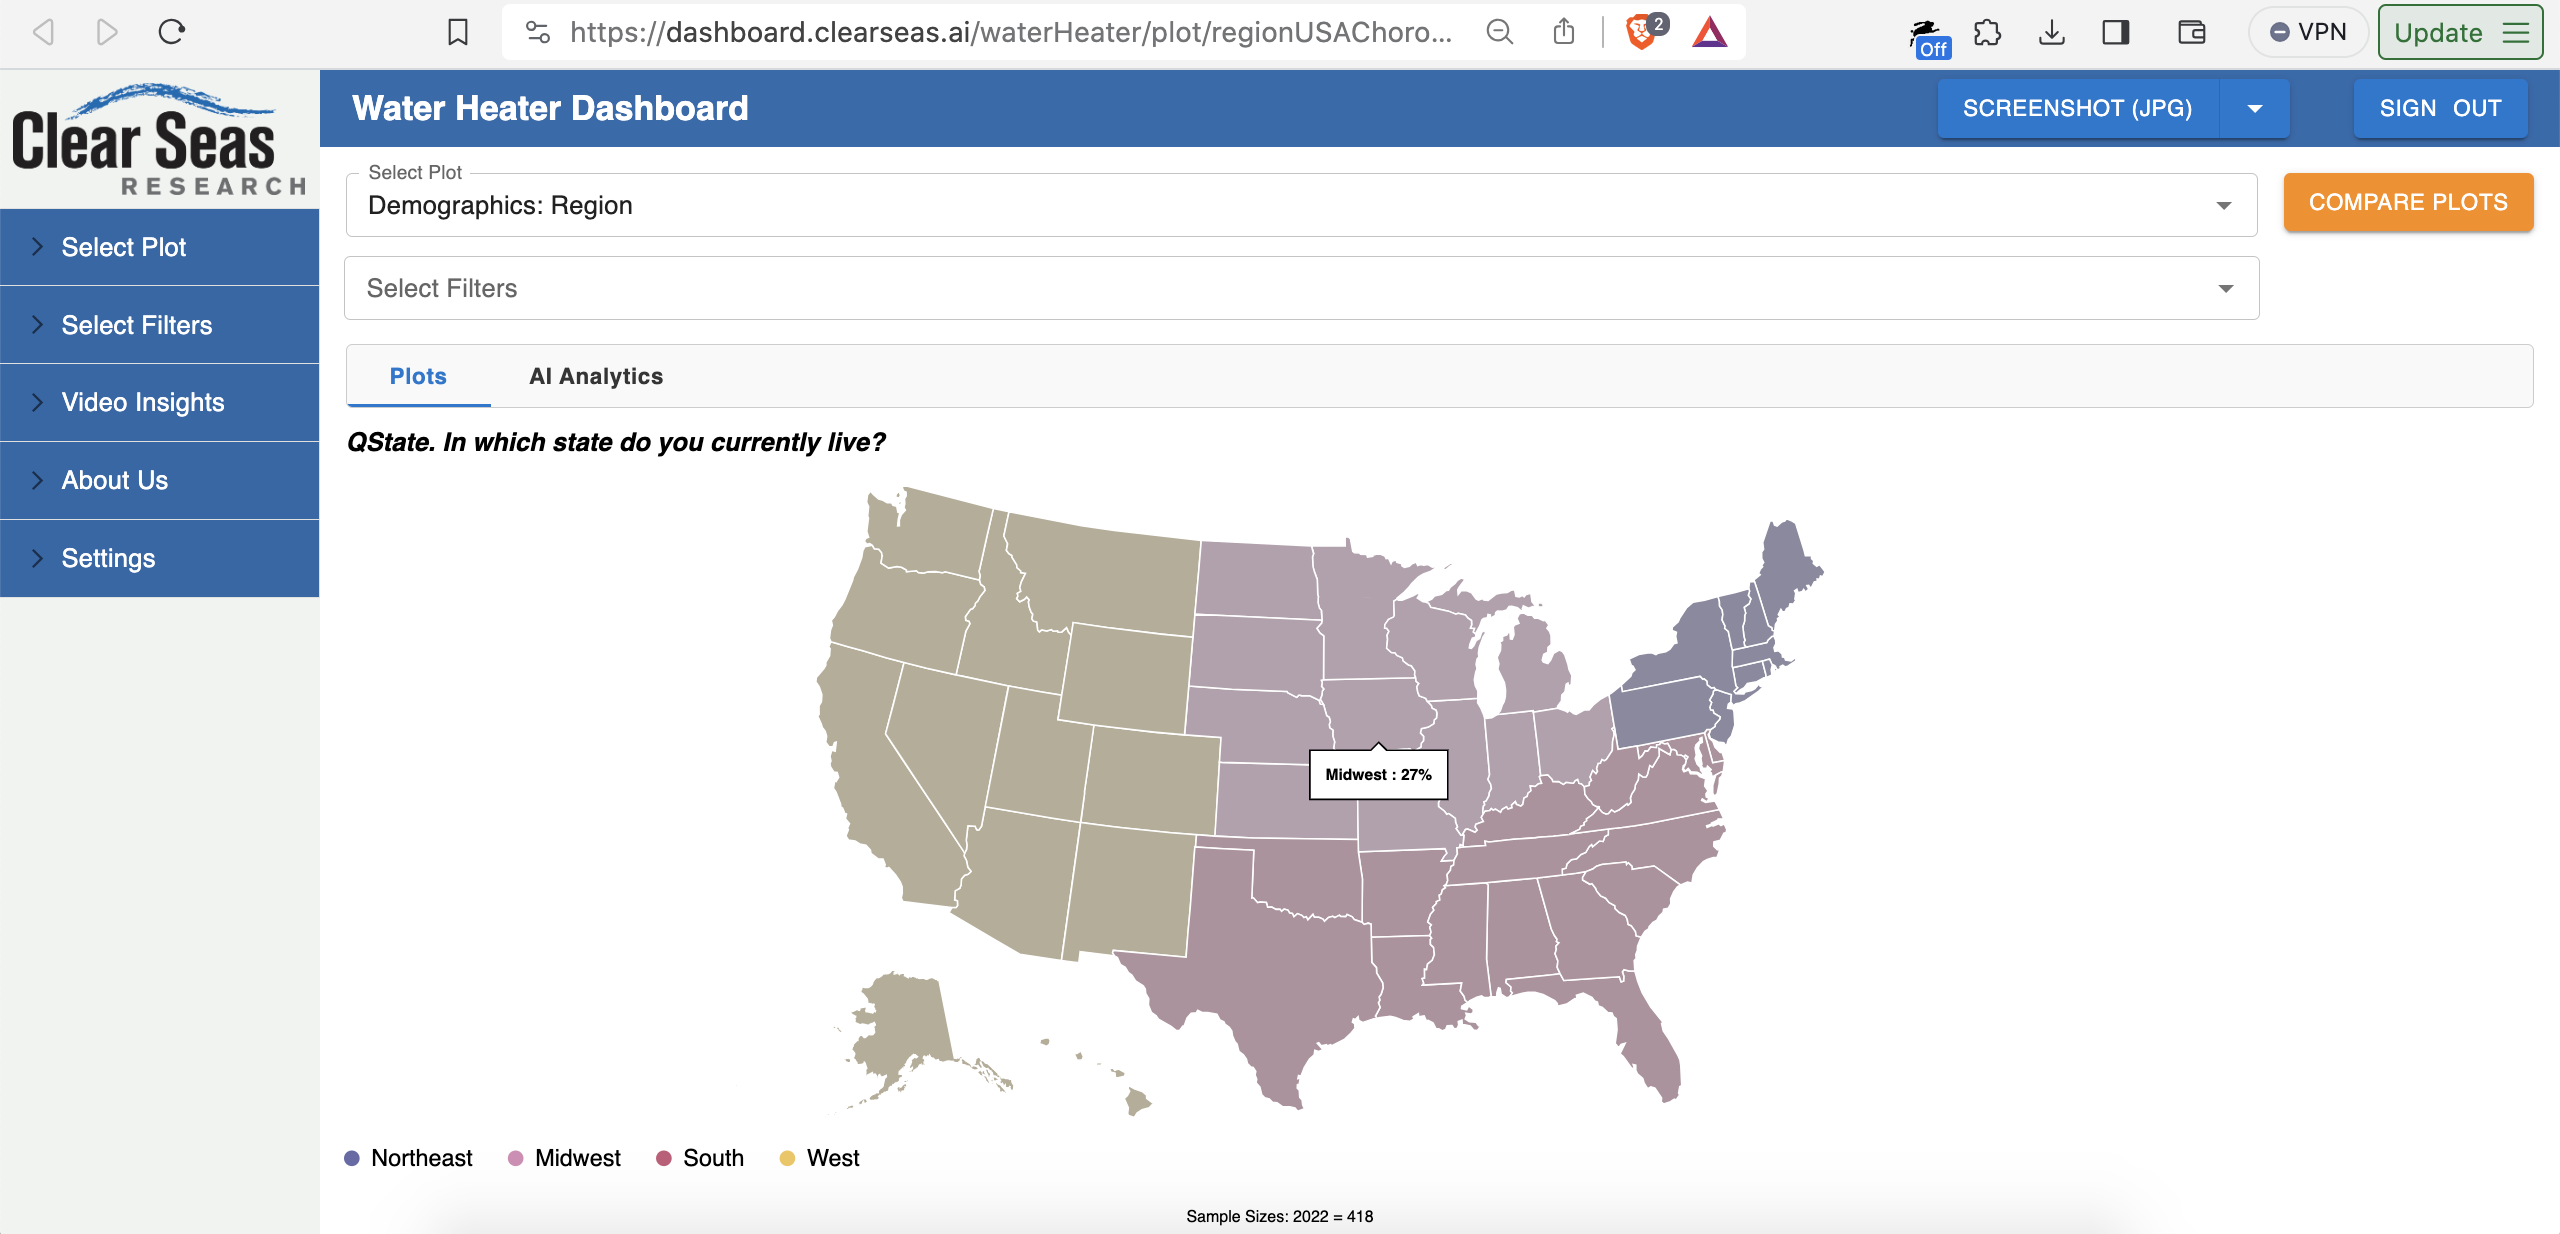 https://dashboard.clearseas.ai/waterHeater/plot/regionUSAChoro...
2
Off
VPN
Update
Clear Seas
RESEARCH
Water Heater Dashboard
SCREENSHOT (JPG)
SIGN OUT
Select Plot
Select Filters
Video Insights
About Us
Settings
Select Plot
Demographics: Region
COMPARE PLOTS
Select Filters
Plots
AI Analytics
QState. In which state do you currently live?
Midwest : 27%
Northeast
Midwest
South
West
Sample Sizes: 2022 = 418